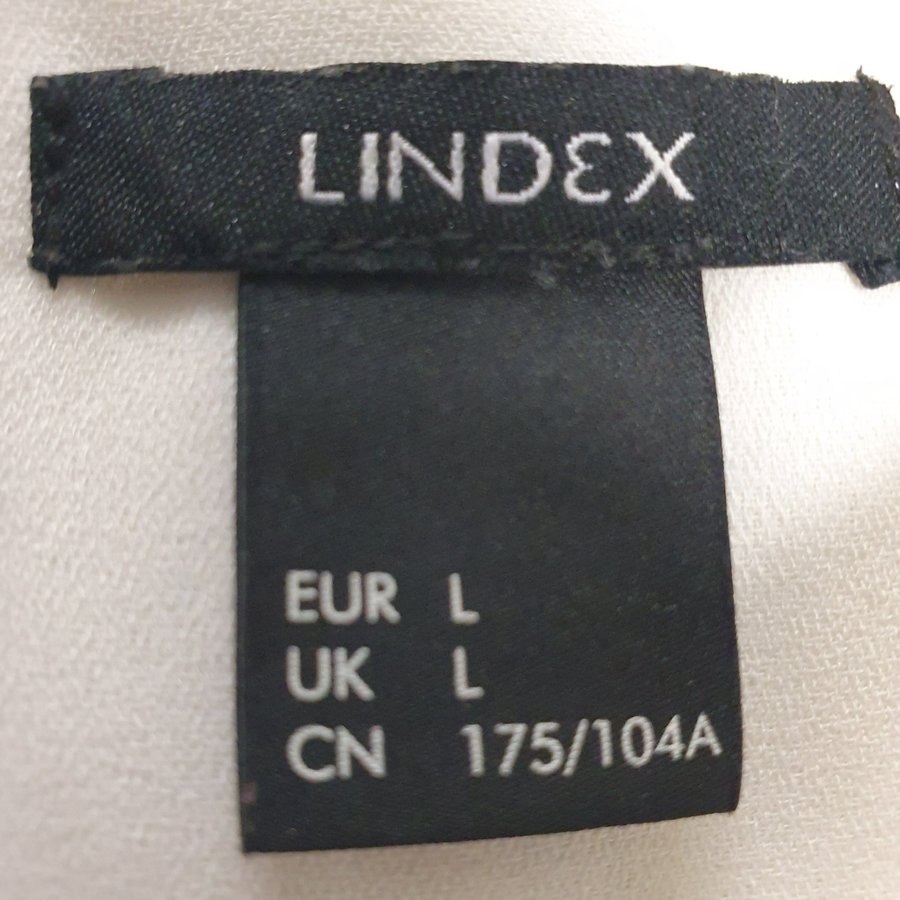 LINDEX
EUR L
UK L
CN 175/104A